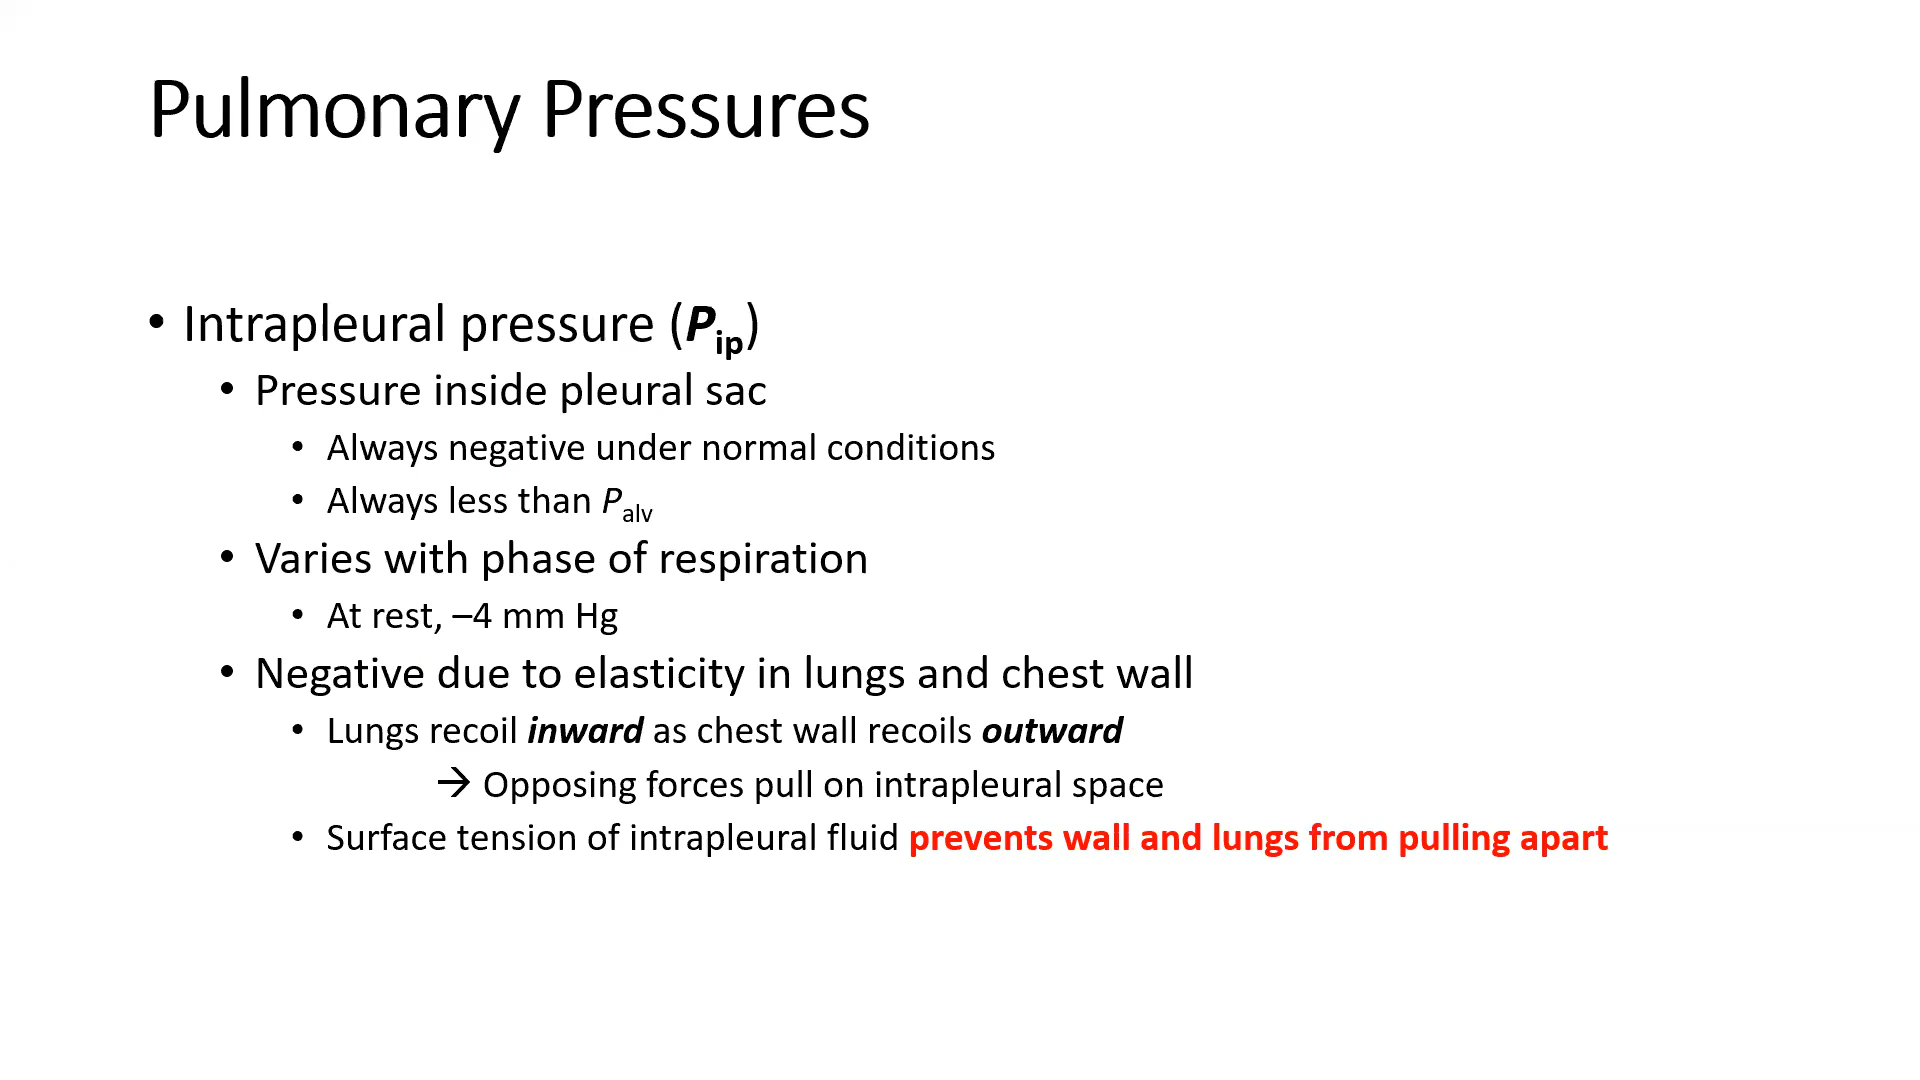 Pulmonary Pressures
• Intrapleural pressure (Pip)
• Pressure inside pleural sac
• Always negative under normal conditions
• Always less than Palv
• Varies with phase of respiration
• At rest, –4 mm Hg
• Negative due to elasticity in lungs and chest wall
• Lungs recoil inward as chest wall recoils outward
→ Opposing forces pull on intrapleural space
• Surface tension of intrapleural fluid prevents wall and lungs from pulling apart